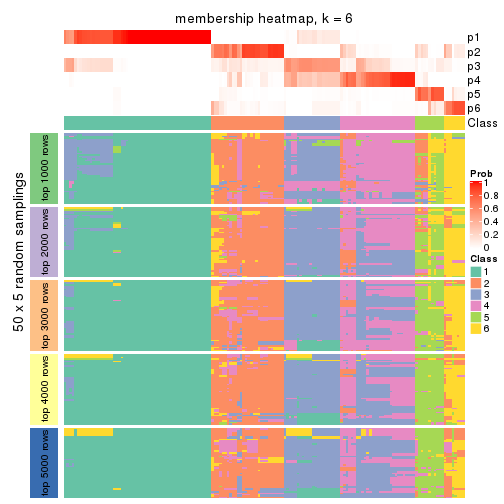 membership heatmap, k = 6
p1
p2
p3
p4
p5
p6
Class
50 x 5 random samplings
top 1000 rows
top 2000 rows
top 3000 rows
top 4000 rows
top 5000 rows
Prob
1
0.8
0.6
0.4
0.2
0
Class
1
2
3
4
5
6